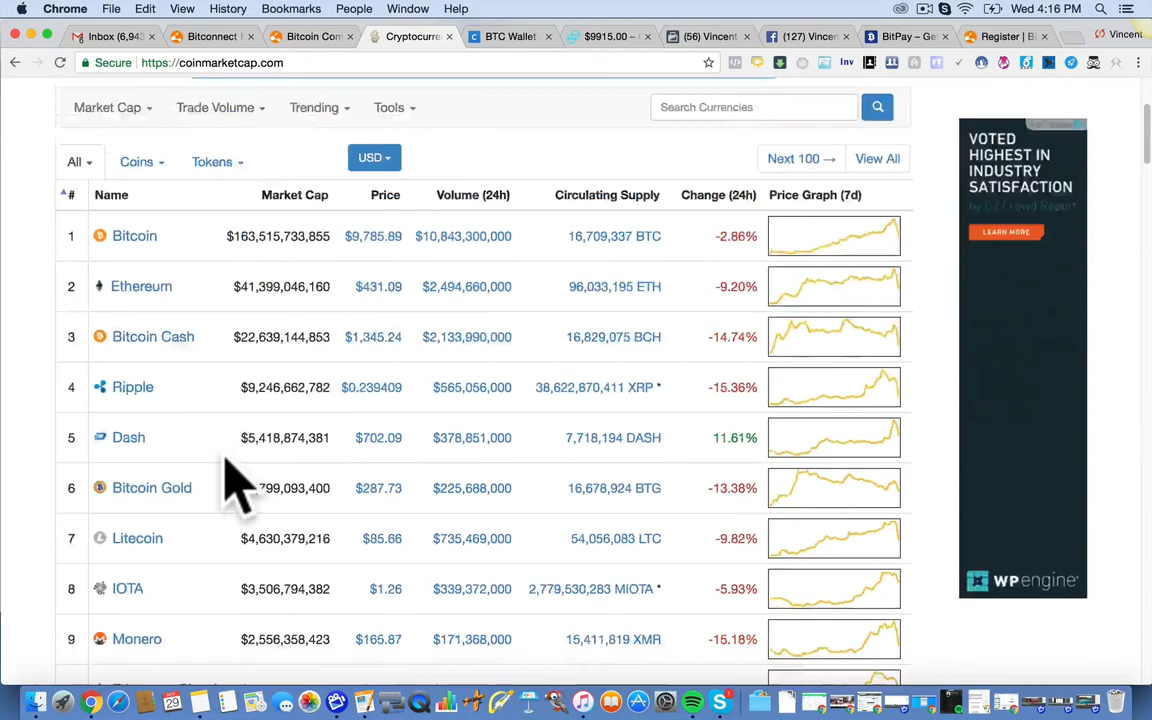 Chrome File Edit View History Bookmarks People Window Help Wed 4:16 PM
Inbox (6,943 Bitconnect Bitcoin Com Cryptocurre BTC Wallet - $9915.00 – (56) Vincent (127) Vincen BitPay – Get Register | B Vincent
Secure https://coinmarketcap.com
Inv
Market Cap Trade Volume Trending Tools Search Currencies
All Coins Tokens USD Next 100 → View All
# Name Market Cap Price Volume (24h) Circulating Supply Change (24h) Price Graph (7d)
1 Bitcoin $163,515,733,855 $9,785.89 $10,843,300,000 16,709,337 BTC -2.86%
2 Ethereum $41,399,046,160 $431.09 $2,494,660,000 96,033,195 ETH -9.20%
3 Bitcoin Cash $22,639,144,853 $1,345.24 $2,133,990,000 16,829,075 BCH -14.74%
4 Ripple $9,246,662,782 $0.239409 $565,056,000 38,622,870,411 XRP * -15.36%
5 Dash $5,418,874,381 $702.09 $378,851,000 7,718,194 DASH 11.61%
6 Bitcoin Gold 799,093,400 $287.73 $225,688,000 16,678,924 BTG -13.38%
7 Litecoin $4,630,379,216 $85.66 $735,469,000 54,056,083 LTC -9.82%
8 IOTA $3,506,794,382 $1.26 $339,372,000 2,779,530,283 MIOTA * -5.93%
9 Monero $2,556,358,423 $165.87 $171,368,000 15,411,819 XMR -15.18%
VOTED
HIGHEST IN
INDUSTRY
SATISFACTION
by G2 Crowd Report
LEARN MORE
WP engine
NOV
29